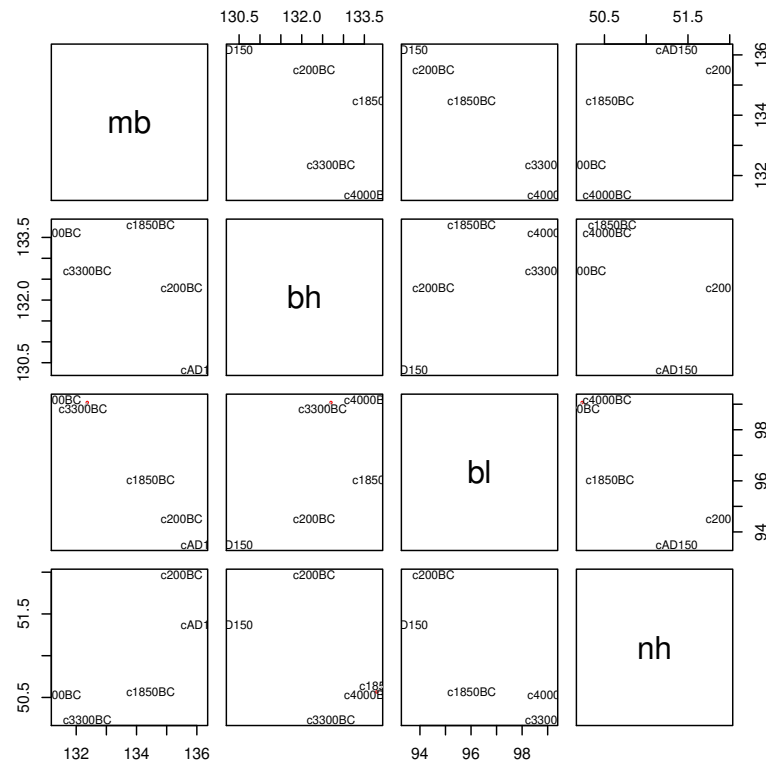 130.5 132.0 133.5 50.5 51.5
mb
D150
c200BC
c1850
c3300BC
c4000B
D150
c200BC
c1850BC
c3300
c4000
cAD150
c200
c1850BC
00BC
c4000BC
132 134 136
130.5 132.0 133.5
00BC
c1850BC
c3300BC
c200BC
cAD1
bh
c1850BC
c4000
c3300
c200BC
D150
c1850BC
c4000BC
00BC
c200
cAD150
00BC
c3300BC
c1850BC
c200BC
cAD1
c4000B
c3300BC
c1850
c200BC
D150
bl
c4000BC
0BC
c1850BC
c200
cAD150
94 96 98
50.5 51.5
c200BC
cAD1
00BC
c1850BC
c3300BC
c200BC
D150
c185
c4000B
c3300BC
c200BC
D150
c1850BC
c4000
c3300
nh
132 134 136 94 96 98